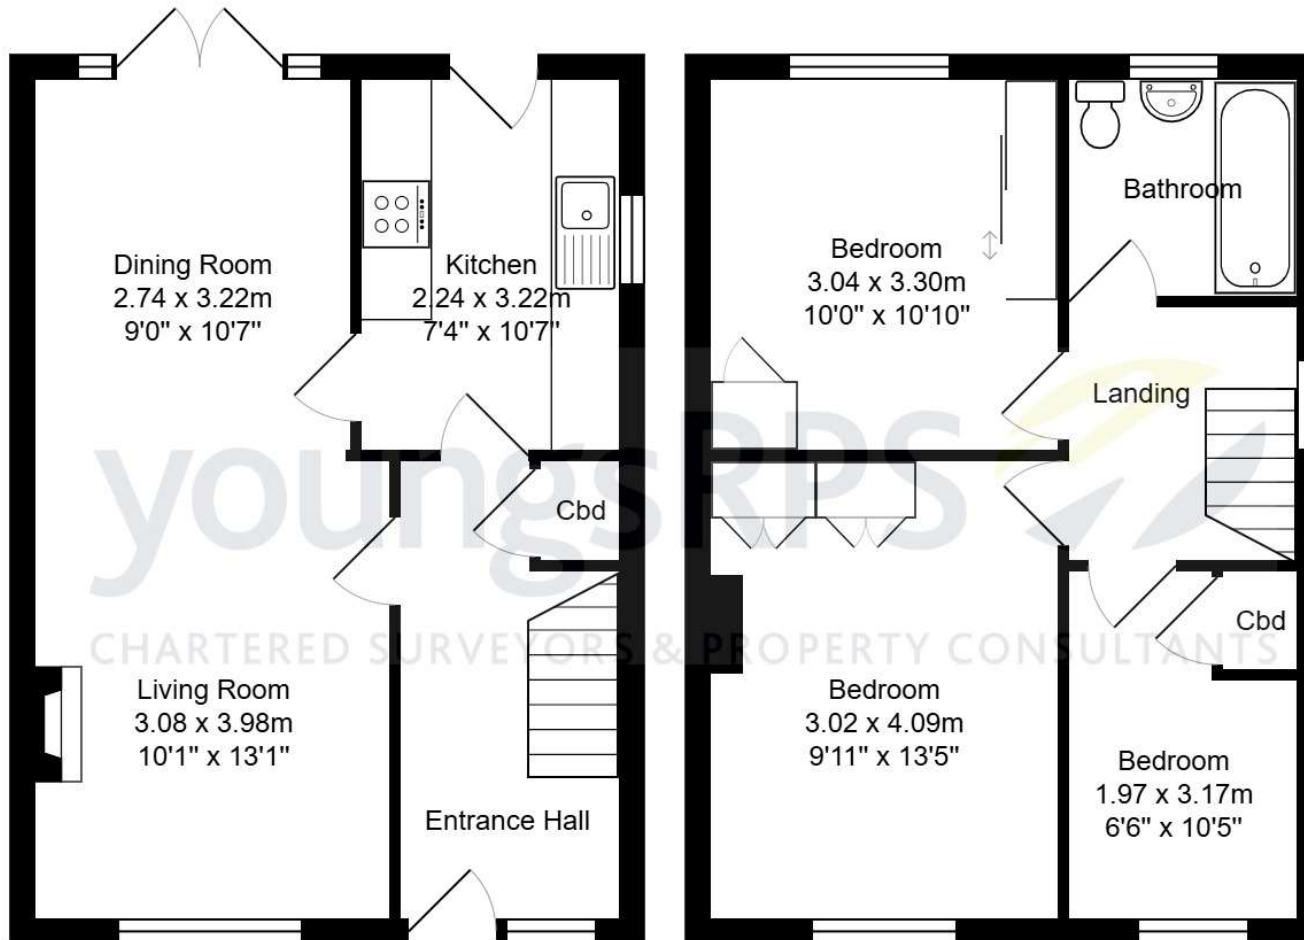 Dining Room
2.74 x 3.22m
9'0" x 10'7"
Kitchen
2.24 x 3.22m
7'4" x 10'7"
Cbd
Living Room
3.08 x 3.98m
10'1" x 13'1"
Entrance Hall
Bedroom
3.04 x 3.30m
10'0" x 10'10"
Bathroom
Landing
Cbd
Bedroom
3.02 x 4.09m
9'11" x 13'5"
Bedroom
1.97 x 3.17m
6'6" x 10'5"
youngsRPS
CHARTERED SURVEYORS & PROPERTY CONSULTANTS